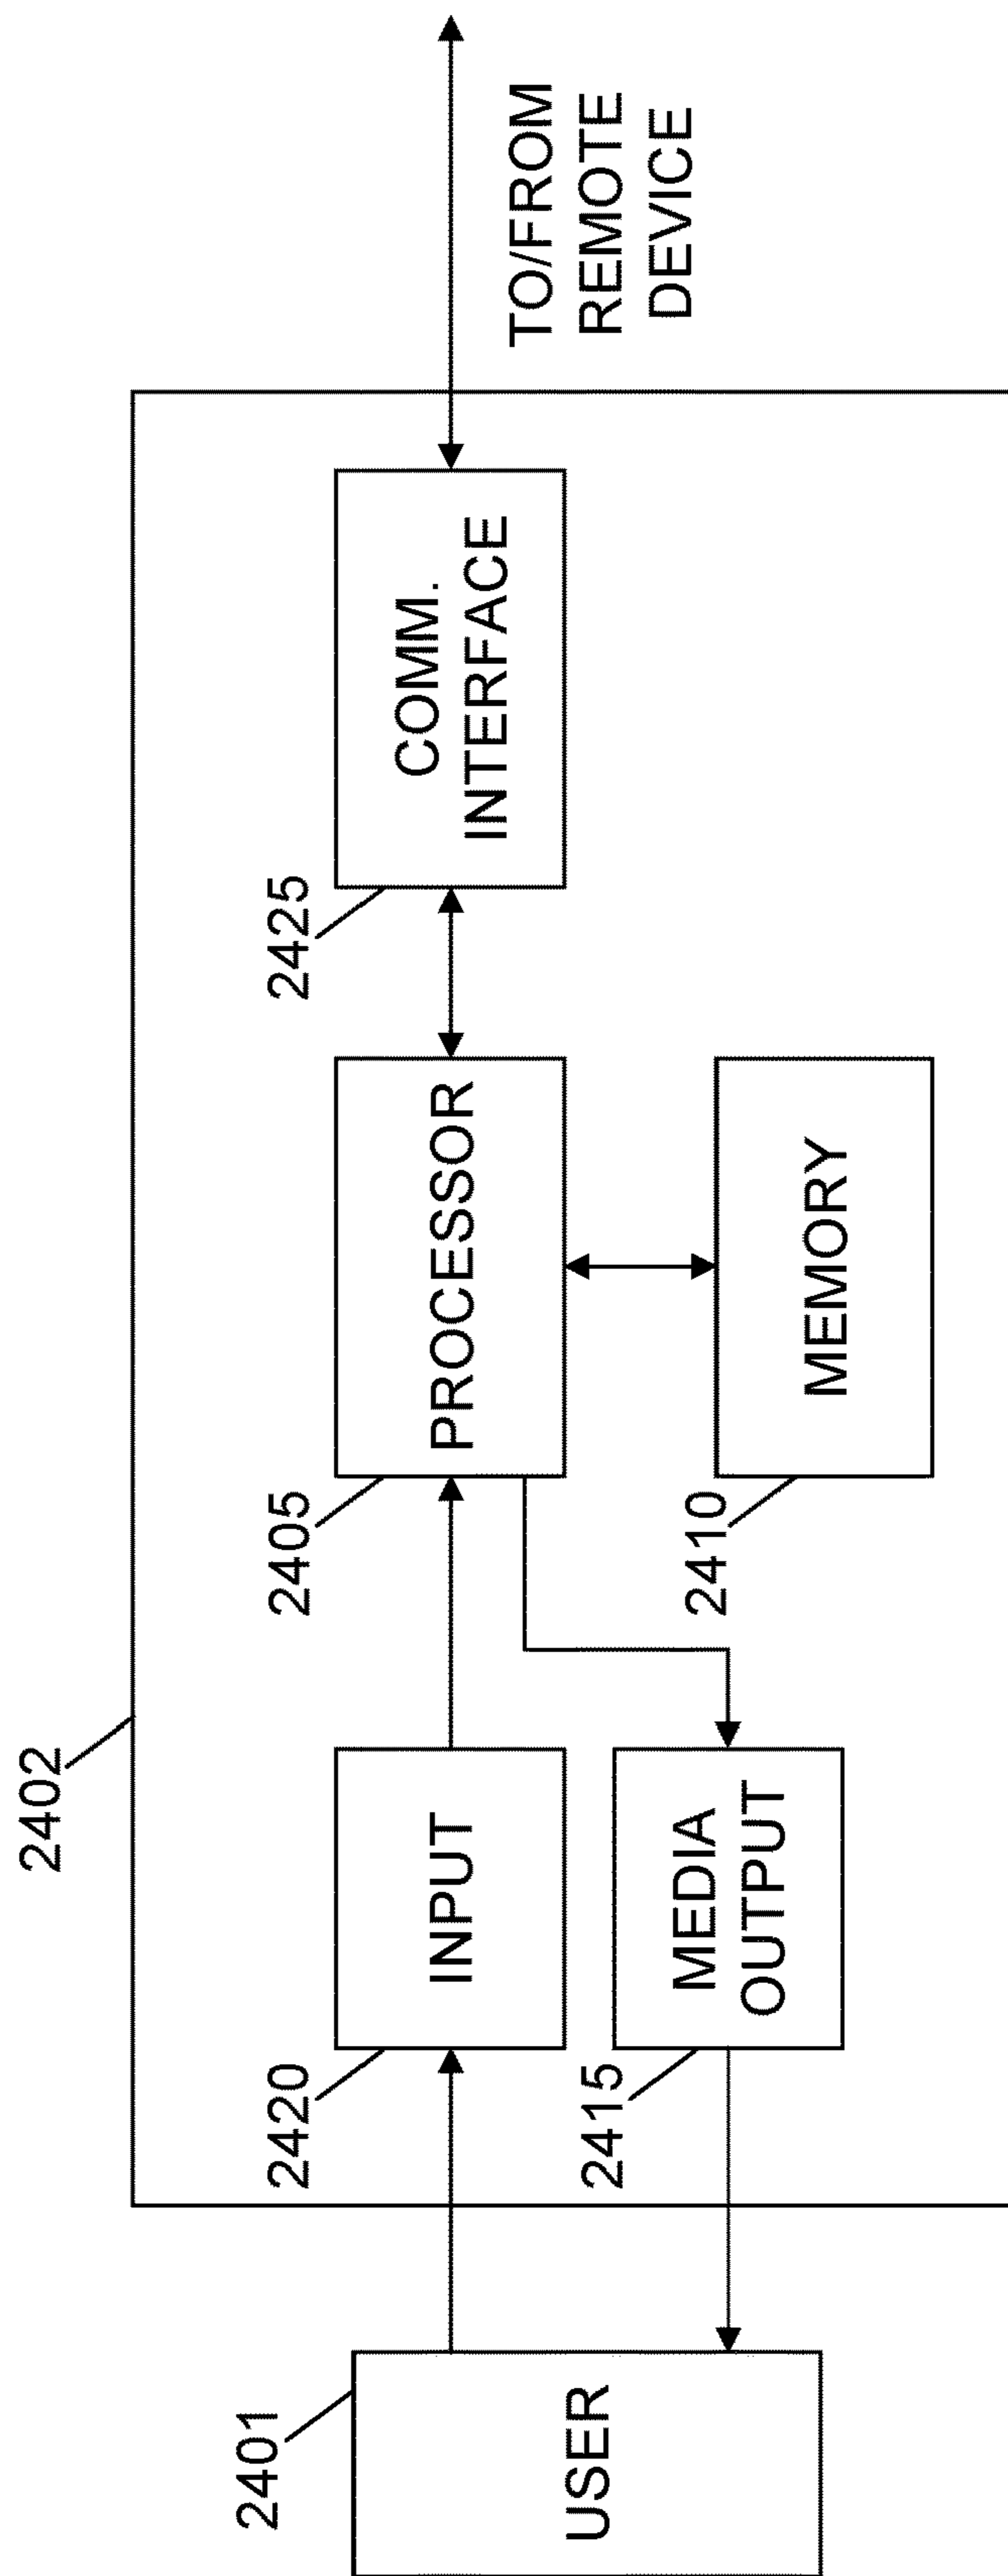 2402
2401
USER
2420
INPUT
2415
MEDIA
OUTPUT
2405
PROCESSOR
2410
MEMORY
2425
COMM.
INTERFACE
TO/FROM
REMOTE
DEVICE